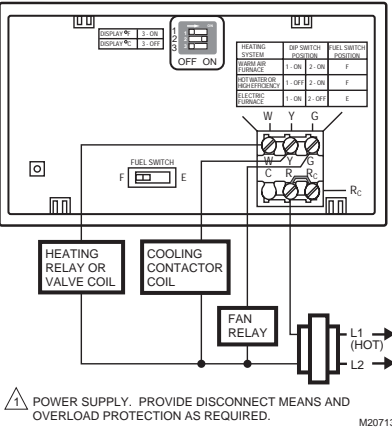 DISPLAY °F 3 - ON
DISPLAY °C 3 - OFF
ON
1
2
3
OFF ON
HEATING SYSTEM DIP SWITCH POSITION FUEL SWITCH POSITION
WARM AIR FURNACE 1 - ON 2 - ON F
HOT WATER OR HIGH EFFICIENCY 1 - OFF 2 - ON F
ELECTRIC FURNACE 1 - ON 2 - OFF E
W Y G
W Y G
C R RC
RC
FUEL SWITCH
F E
HEATING
RELAY OR
VALVE COIL
COOLING
CONTACTOR
COIL
FAN
RELAY
L1
(HOT)
L2
1
1 POWER SUPPLY. PROVIDE DISCONNECT MEANS AND
OVERLOAD PROTECTION AS REQUIRED.
M20713